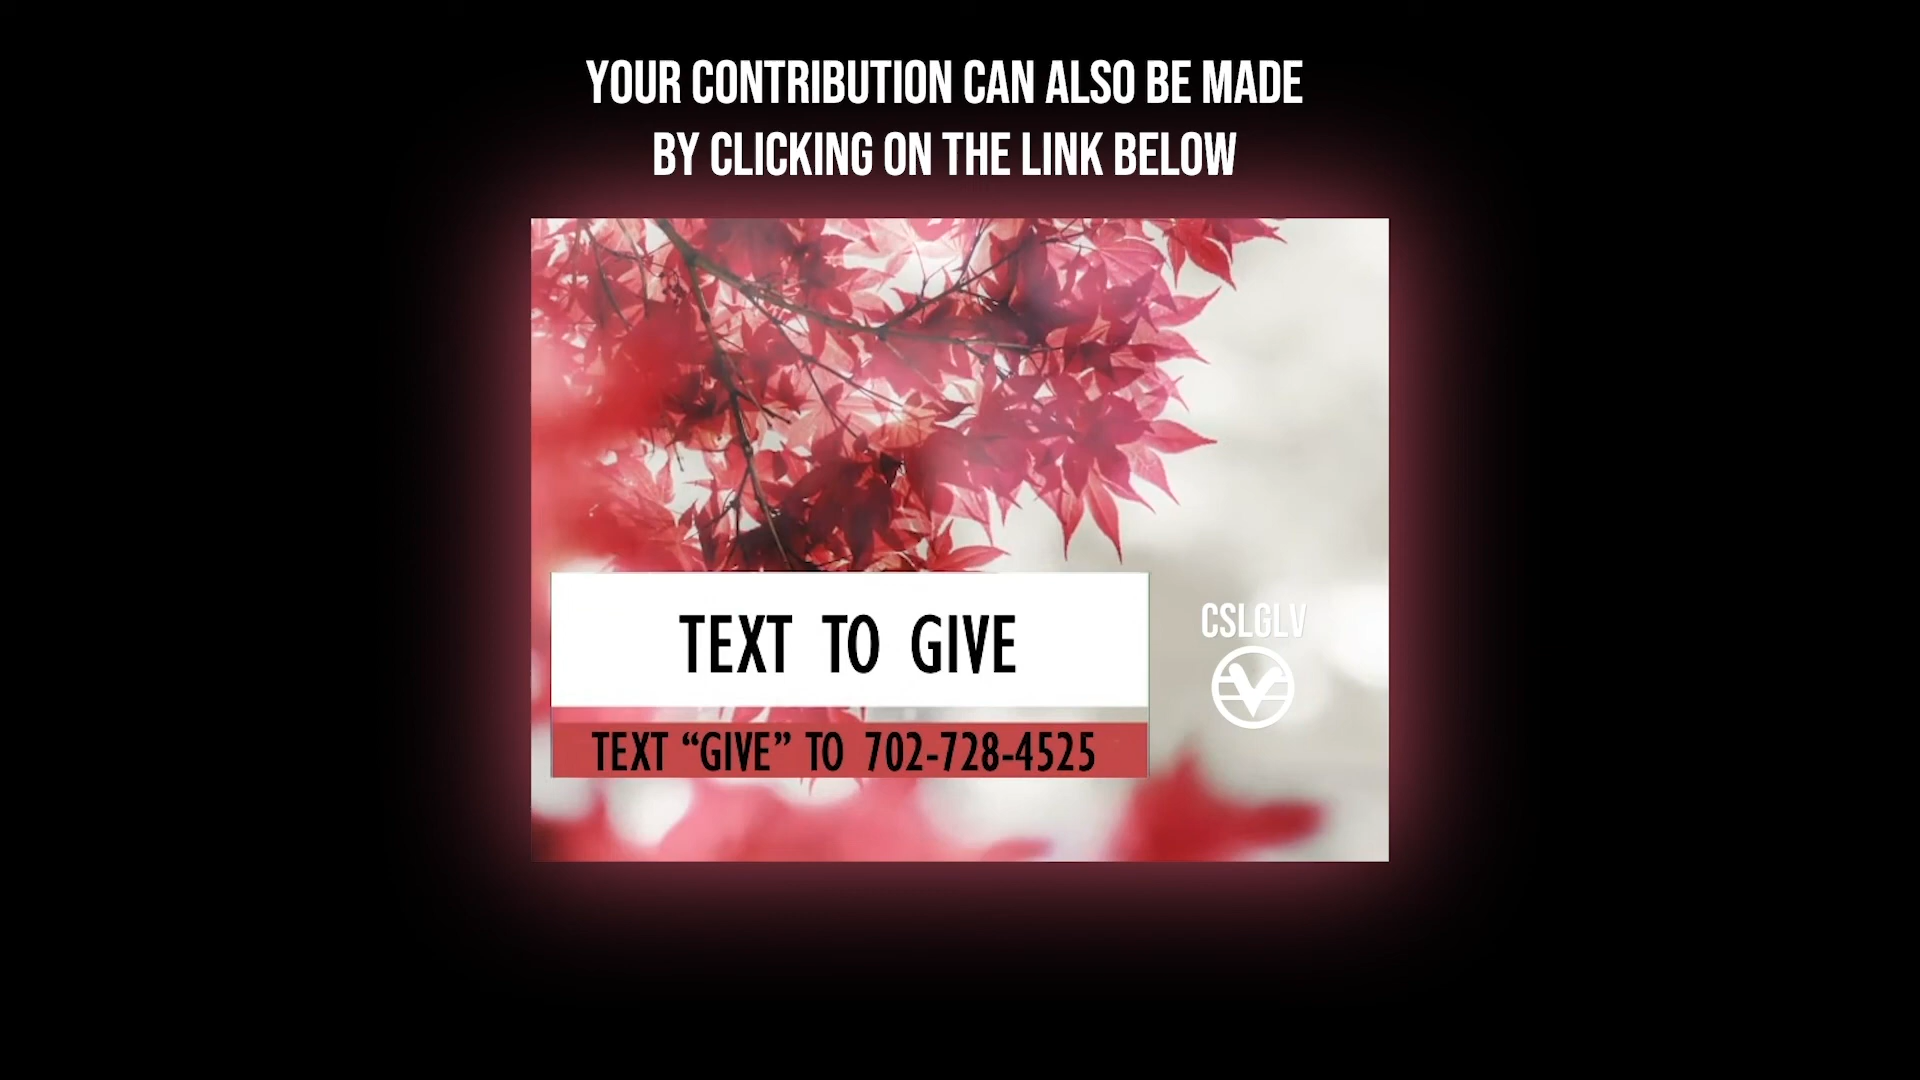 YOUR CONTRIBUTION CAN ALSO BE MADE
BY CLICKING ON THE LINK BELOW
TEXT TO GIVE
TEXT “GIVE” TO 702-728-4525
CSLGLV